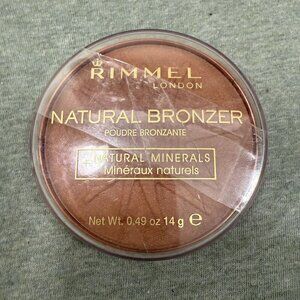 RIMMEL
LONDON
NATURAL BRONZER
POUDRE BRONZANTE
NATURAL MINERALS
Minéraux naturels
Net Wt. 0.49 oz 14 g ℮